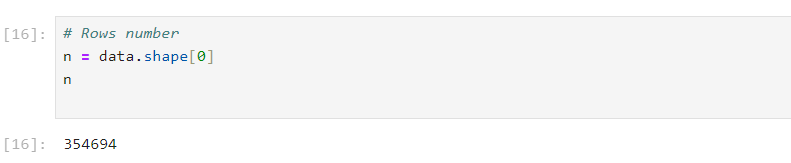 [16]: # Rows number
n = data.shape[0]
n
[16]: 354694